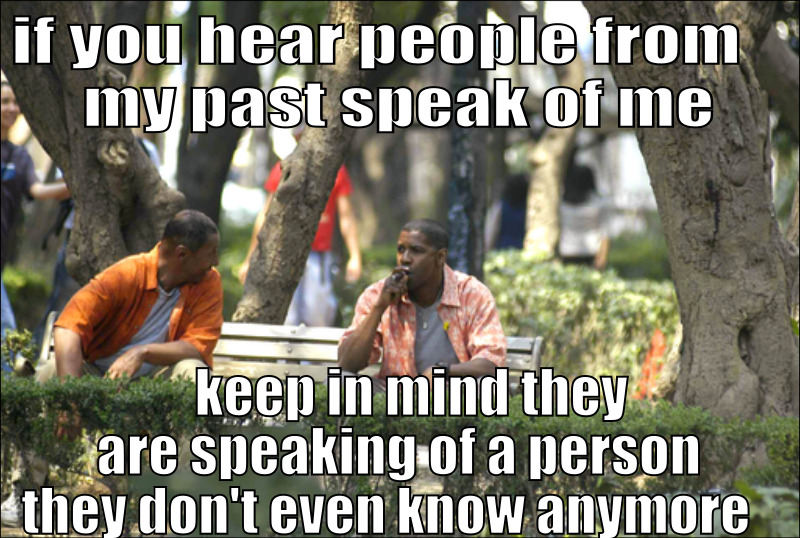 if you hear people from
my past speak of me
keep in mind they
are speaking of a person
they don't even know anymore